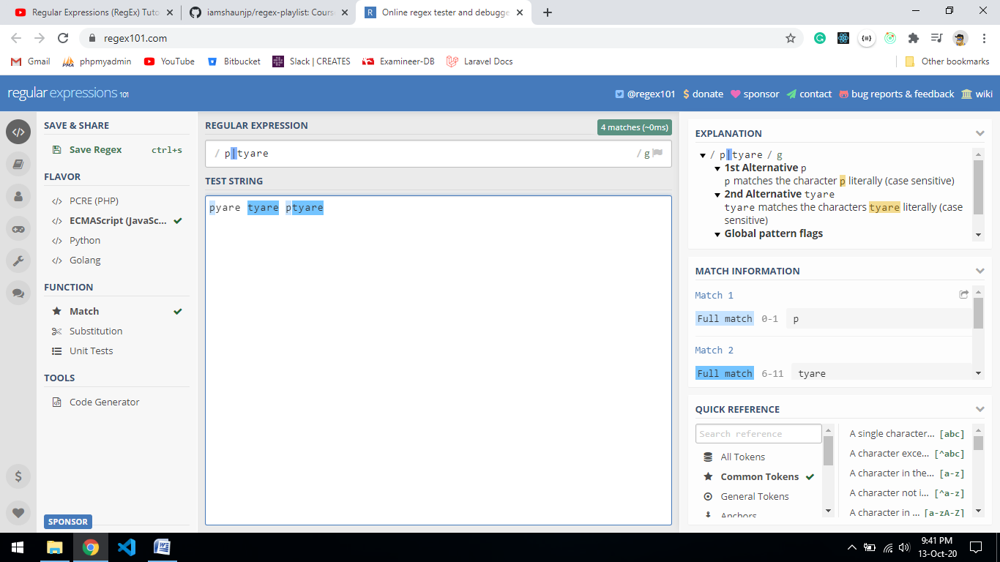 Regular Expressions (RegEx) Tuto
iamshaunjp/regex-playlist: Cours
Online regex tester and debugge
regex101.com
Gmail
phpmyadmin
YouTube
Bitbucket
Slack | CREATES
Examineer-DB
Laravel Docs
Other bookmarks
regular expressions 101
@regex101
$ donate
sponsor
contact
bug reports & feedback
wiki
SAVE & SHARE
Save Regex ctrl+s
FLAVOR
PCRE (PHP)
ECMAScript (JavaSc...
Python
Golang
FUNCTION
Match
Substitution
Unit Tests
TOOLS
Code Generator
SPONSOR
REGULAR EXPRESSION
4 matches (~0ms)
/ p|tyare / g
TEST STRING
pyare tyare ptyare
EXPLANATION
/ p|tyare / g
1st Alternative p
p matches the character p literally (case sensitive)
2nd Alternative tyare
tyare matches the characters tyare literally (case
sensitive)
Global pattern flags
MATCH INFORMATION
Match 1
Full match 0-1 p
Match 2
Full match 6-11 tyare
QUICK REFERENCE
Search reference
All Tokens
Common Tokens
General Tokens
Anchors
A single character... [abc]
A character exce... [^abc]
A character in the... [a-z]
A character not i... [^a-z]
A character in ... [a-zA-Z]
9:41 PM
13-Oct-20